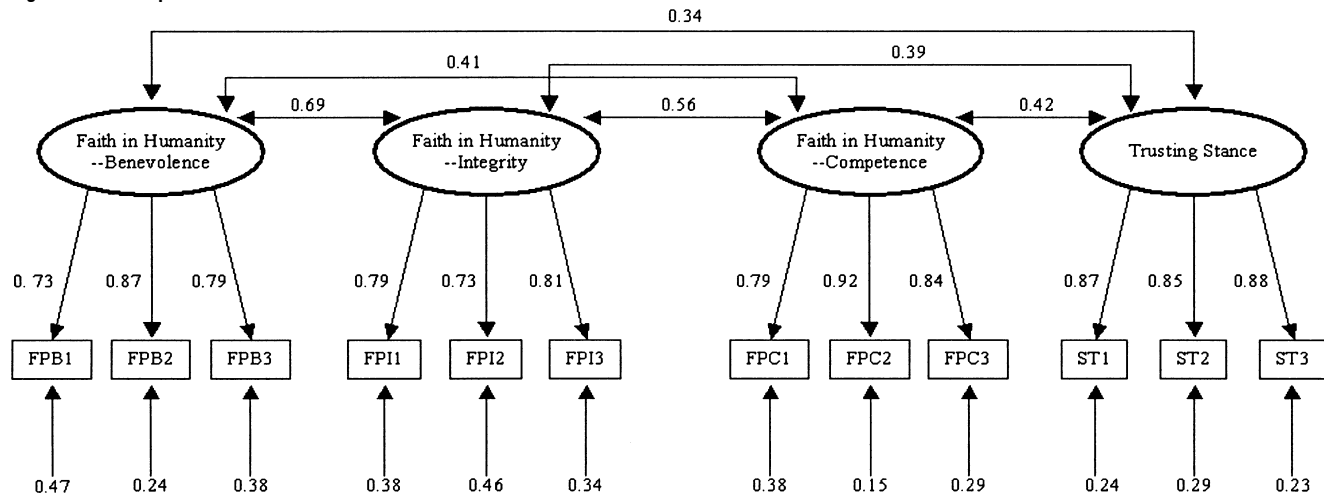 0.34
0.39
0.41
0.69
0.56
0.42
Faith in Humanity
--Benevolence
Faith in Humanity
--Integrity
Faith in Humanity
--Competence
Trusting Stance
0.73 0.87 0.79 0.79 0.73 0.81 0.79 0.92 0.84 0.87 0.85 0.88
FPB1 FPB2 FPB3 FPI1 FPI2 FPI3 FPC1 FPC2 FPC3 ST1 ST2 ST3
0.47 0.24 0.38 0.38 0.46 0.34 0.38 0.15 0.29 0.24 0.29 0.23